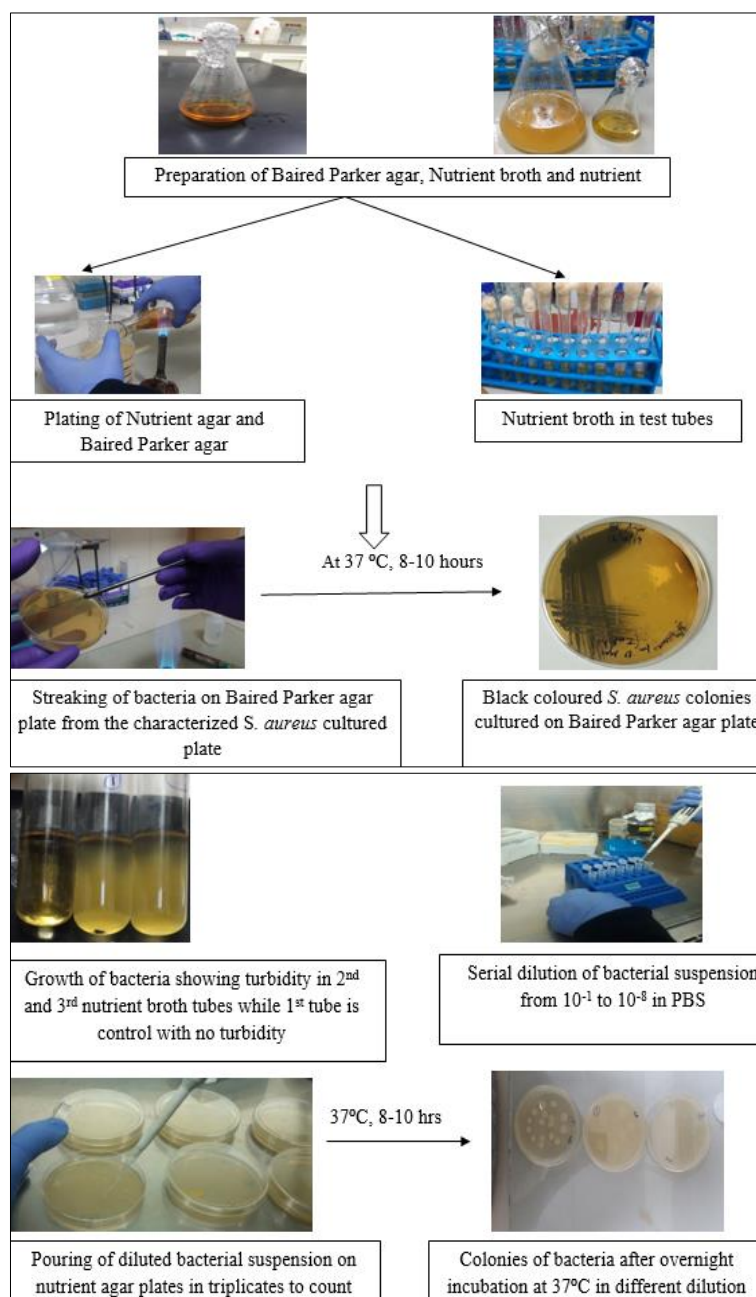 Preparation of Baired Parker agar, Nutrient broth and nutrient
Plating of Nutrient agar and
Baired Parker agar
Nutrient broth in test tubes
At 37 ⁰C, 8-10 hours
Streaking of bacteria on Baired Parker agar
plate from the characterized S. aureus cultured
plate
Black coloured S. aureus colonies
cultured on Baired Parker agar plate
1
Growth of bacteria showing turbidity in 2nd
and 3rd nutrient broth tubes while 1st tube is
control with no turbidity
Serial dilution of bacterial suspension
from 10-1 to 10-8 in PBS
37⁰C, 8-10 hrs
Pouring of diluted bacterial suspension on
nutrient agar plates in triplicates to count
Colonies of bacteria after overnight
incubation at 37⁰C in different dilution